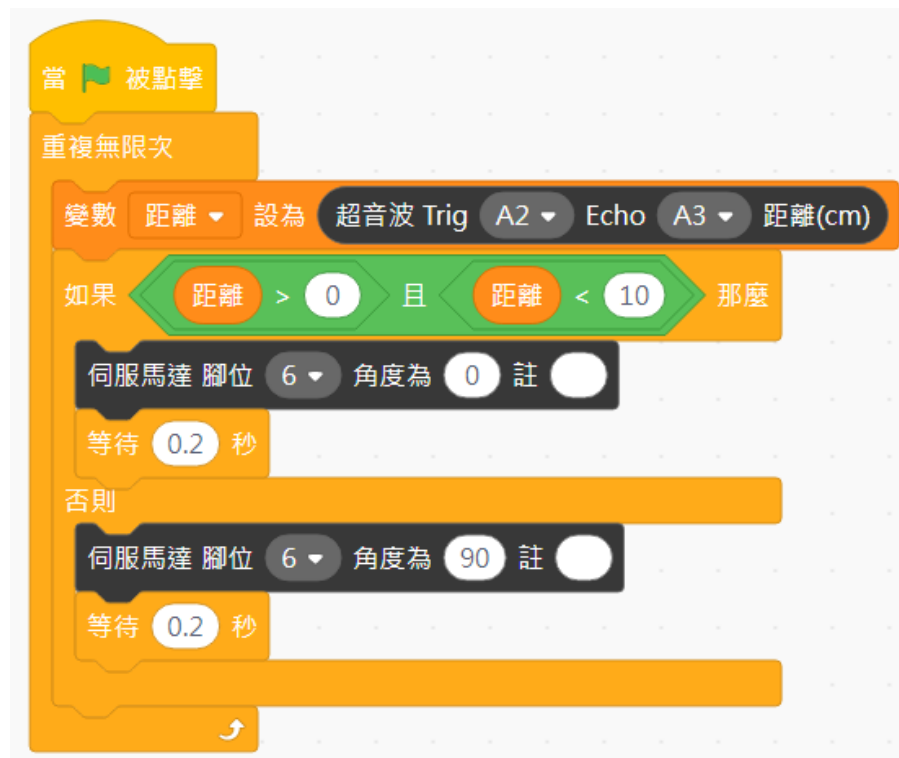 當 被點擊
重複無限次
變數 距離 設為 超音波 Trig A2 Echo A3 距離(cm)
如果 距離 > 0 且 距離 < 10 那麼
伺服馬達 腳位 6 角度為 0 註
等待 0.2 秒
否則
伺服馬達 腳位 6 角度為 90 註
等待 0.2 秒